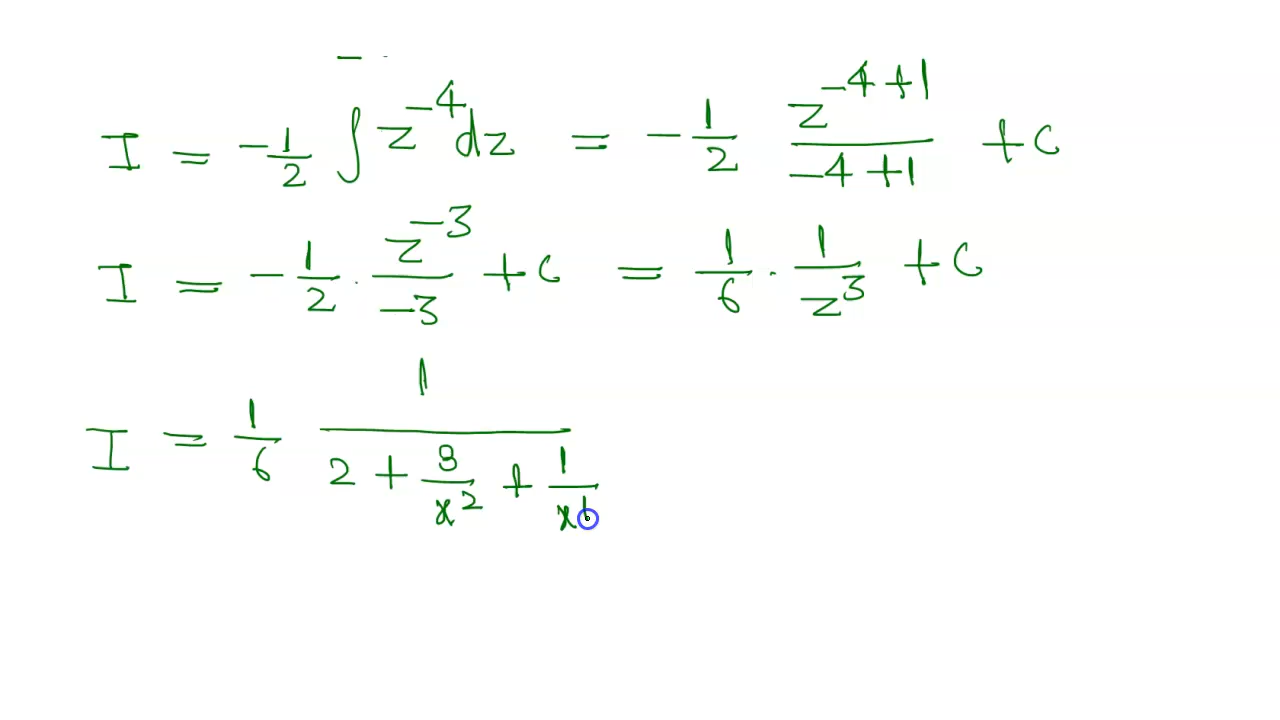 I = -1/2 ∫ z^-4 dz = -1/2 z^(-4+1)/(-4+1) + C
I = -1/2 · z^-3/-3 + C = 1/6 · 1/z^3 + C
I = 1/6 1/(2 + 3/x^2 + 1/x